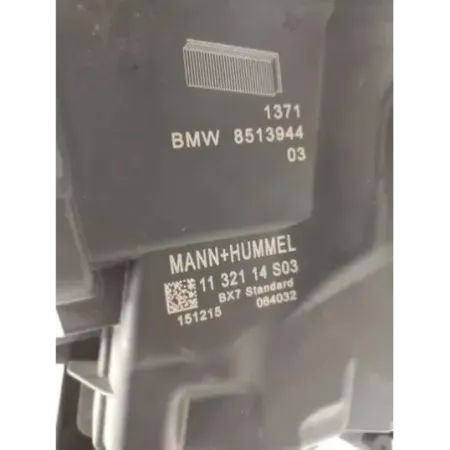 1371
BMW 8513944
03
MANN+HUMMEL
11 321 14 S03
BX7 Standard
151215 084032